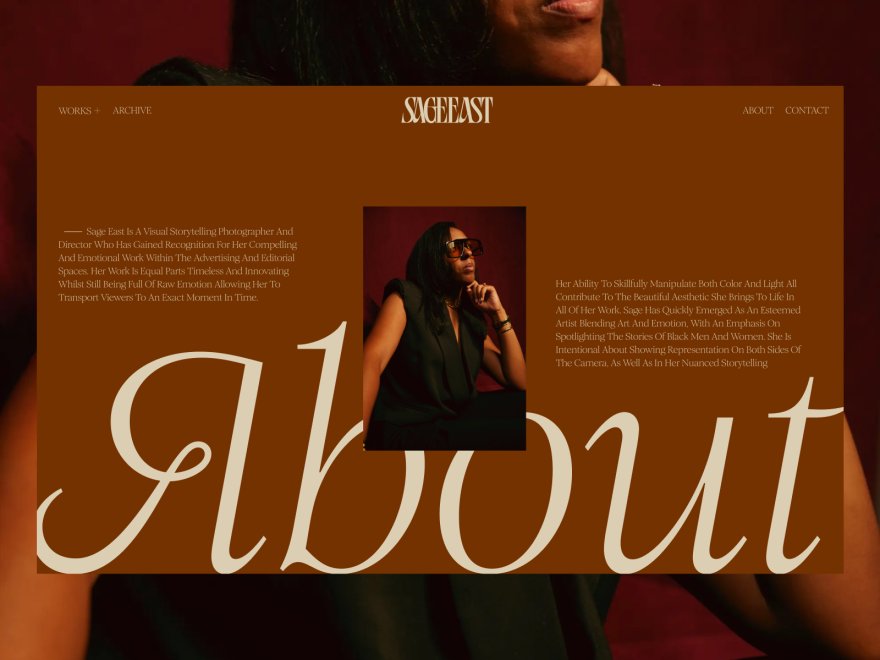 WORKS + ARCHIVE
SAGE EAST
ABOUT CONTACT
Sage East Is A Visual Storytelling Photographer And
Director Who Has Gained Recognition For Her Compelling
And Emotional Work Within The Advertising And Editorial
Spaces. Her Work Is Equal Parts Timeless And Innovating
Whilst Still Being Full Of Raw Emotion Allowing Her To
Transport Viewers To An Exact Moment In Time.
Her Ability To Skillfully Manipulate Both Color And Light All
Contribute To The Beautiful Aesthetic She Brings To Life In
All Of Her Work. Sage Has Quickly Emerged As An Esteemed
Artist Blending Art And Emotion, With An Emphasis On
Spotlighting The Stories Of Black Men And Women. She Is
Intentional About Showing Representation On Both Sides Of
The Camera, As Well As In Her Nuanced Storytelling
About